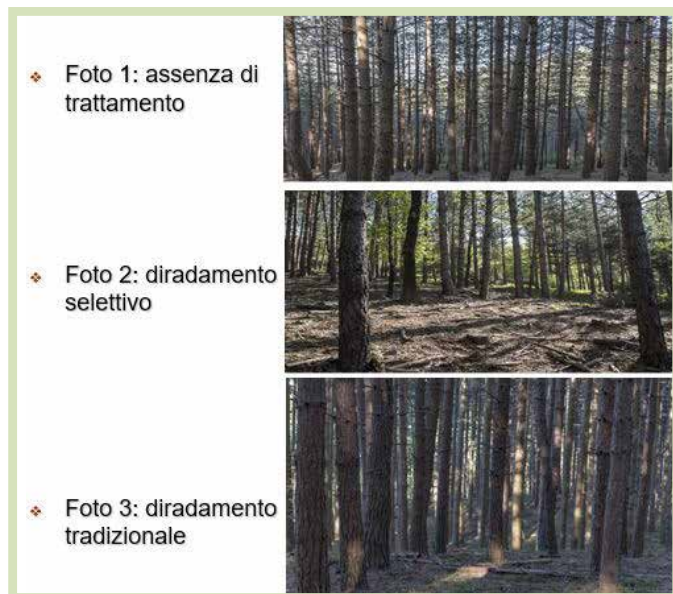 Foto 1: assenza di
trattamento
Foto 2: diradamento
selettivo
Foto 3: diradamento
tradizionale